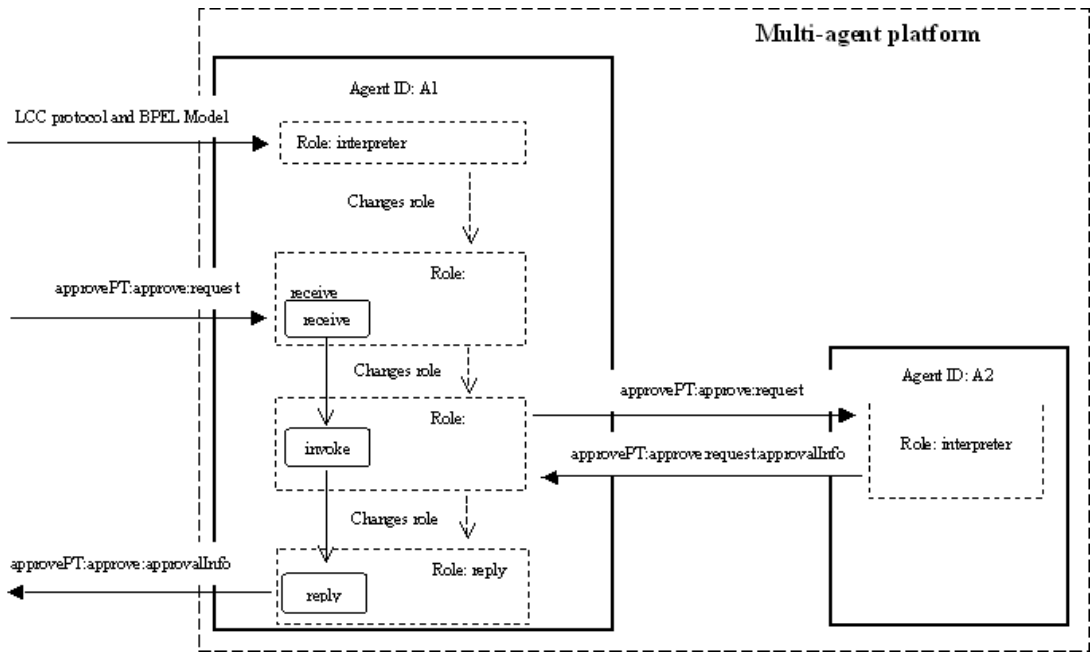 Multi-agent platform
Agent ID: A1
LCC protocol and BPEL Model
Role: interpreter
Changes role
Role:
receive
approvePT:approve:request
receive
Changes role
Agent ID: A2
approvePT:approve:request
Role:
invoke
Role: interpreter
approvePT:approve:request:approvalInfo
Changes role
approvePT:approve:approvalInfo
Role: reply
reply